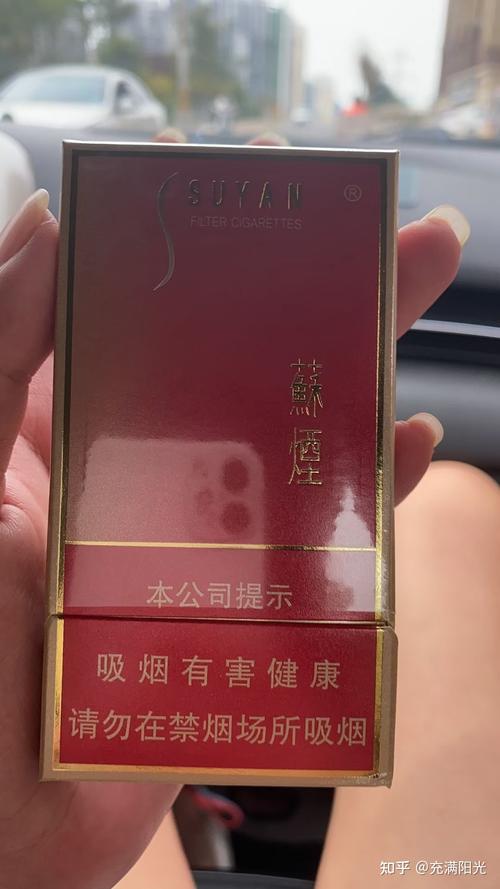 SUYAN ®
FILTER CIGARETTES
蘇
煙
本公司提示
吸烟有害健康
请勿在禁烟场所吸烟
知乎 @充满阳光